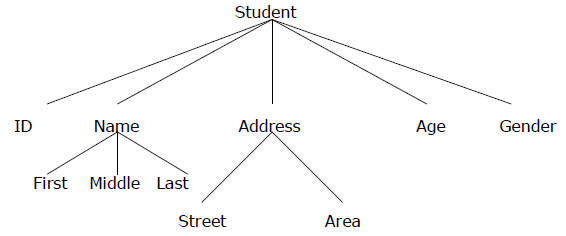 Student
ID Name Address Age Gender
First Middle Last
Street Area